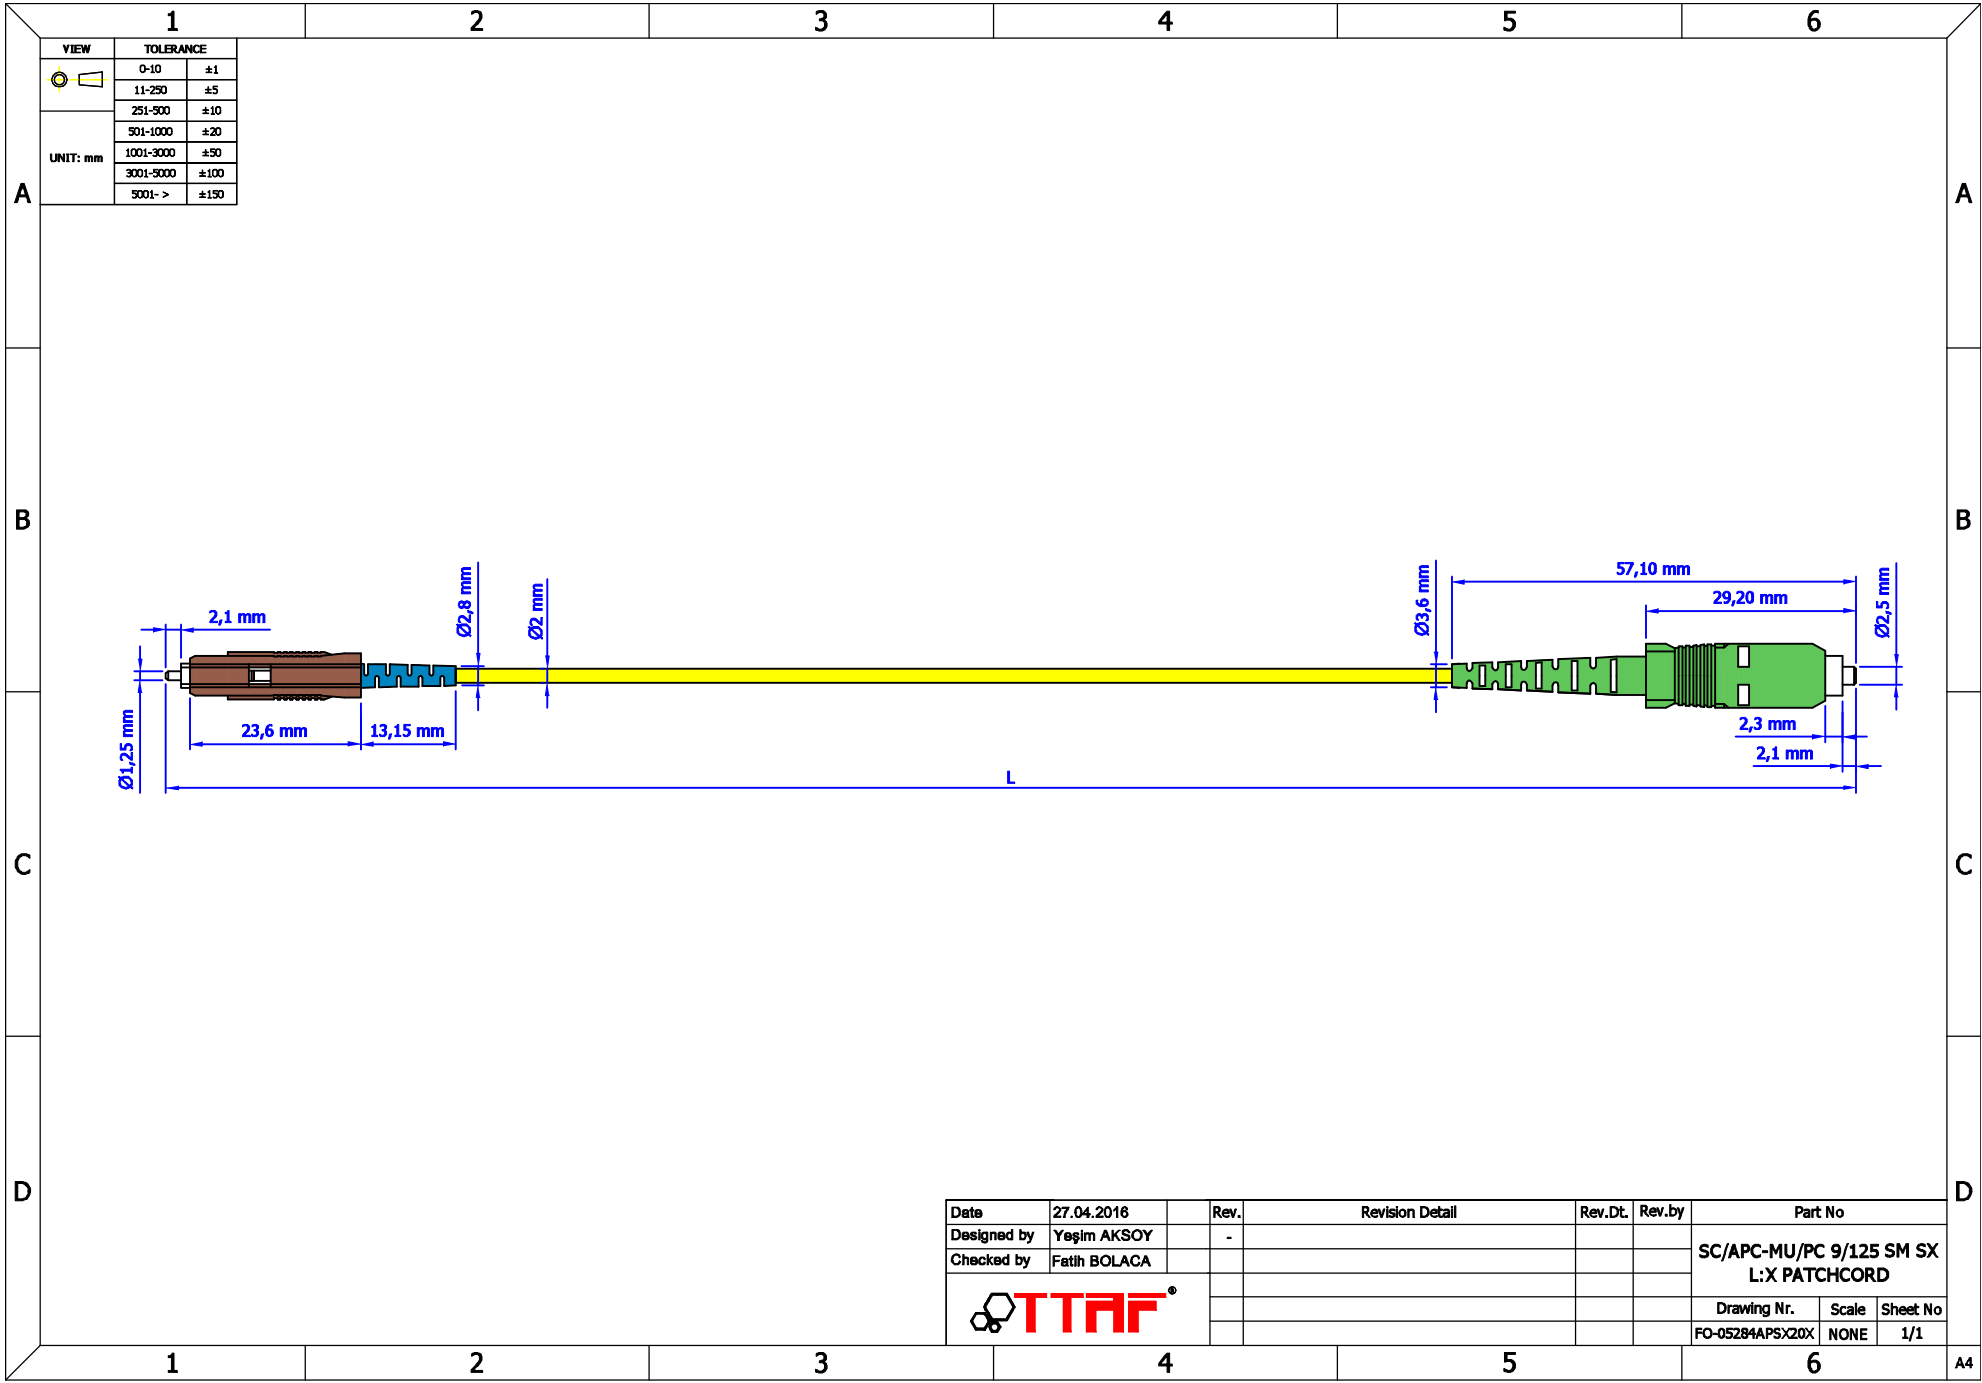 1 2 3 4 5 6
VIEW TOLERANCE
0-10 ±1
11-250 ±5
251-500 ±10
501-1000 ±20
UNIT: mm
1001-3000 ±50
3001-5000 ±100
5001- > ±150
A A
B B
57,10 mm
29,20 mm
2,1 mm
Ø2,8 mm
Ø2 mm
Ø3,6 mm
Ø2,5 mm
23,6 mm
13,15 mm
2,3 mm
2,1 mm
Ø1,25 mm
L
C C
D D
Date 27.04.2016 Rev. Revision Detail Rev.Dt. Rev.by Part No
Designed by Yeşim AKSOY -
Checked by Fatih BOLACA
SC/APC-MU/PC 9/125 SM SX
L:X PATCHCORD
TTAF®
Drawing Nr. Scale Sheet No
FO-05284APSX20X NONE 1/1
1 2 3 4 5 6 A4